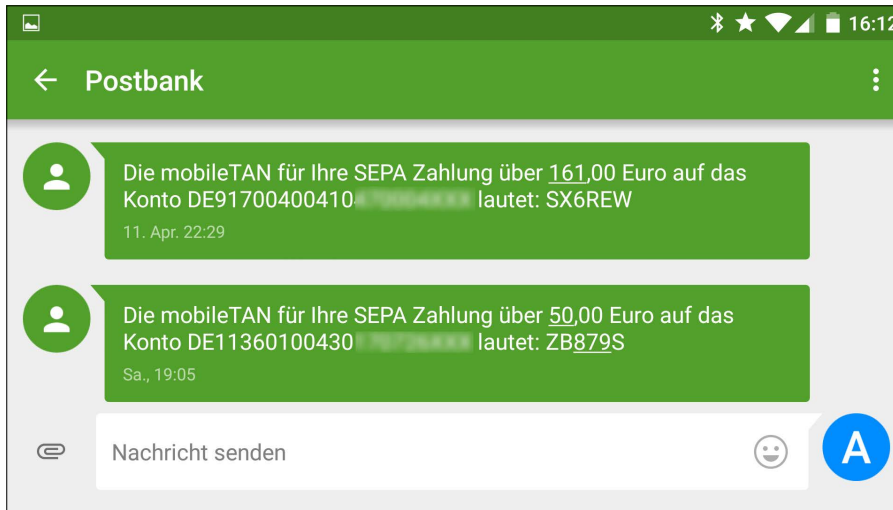 16:12
Postbank
Die mobileTAN für Ihre SEPA Zahlung über 161,00 Euro auf das
Konto DE91700400410 lautet: SX6REW
11. Apr. 22:29
Die mobileTAN für Ihre SEPA Zahlung über 50,00 Euro auf das
Konto DE11360100430 lautet: ZB879S
Sa., 19:05
Nachricht senden
A